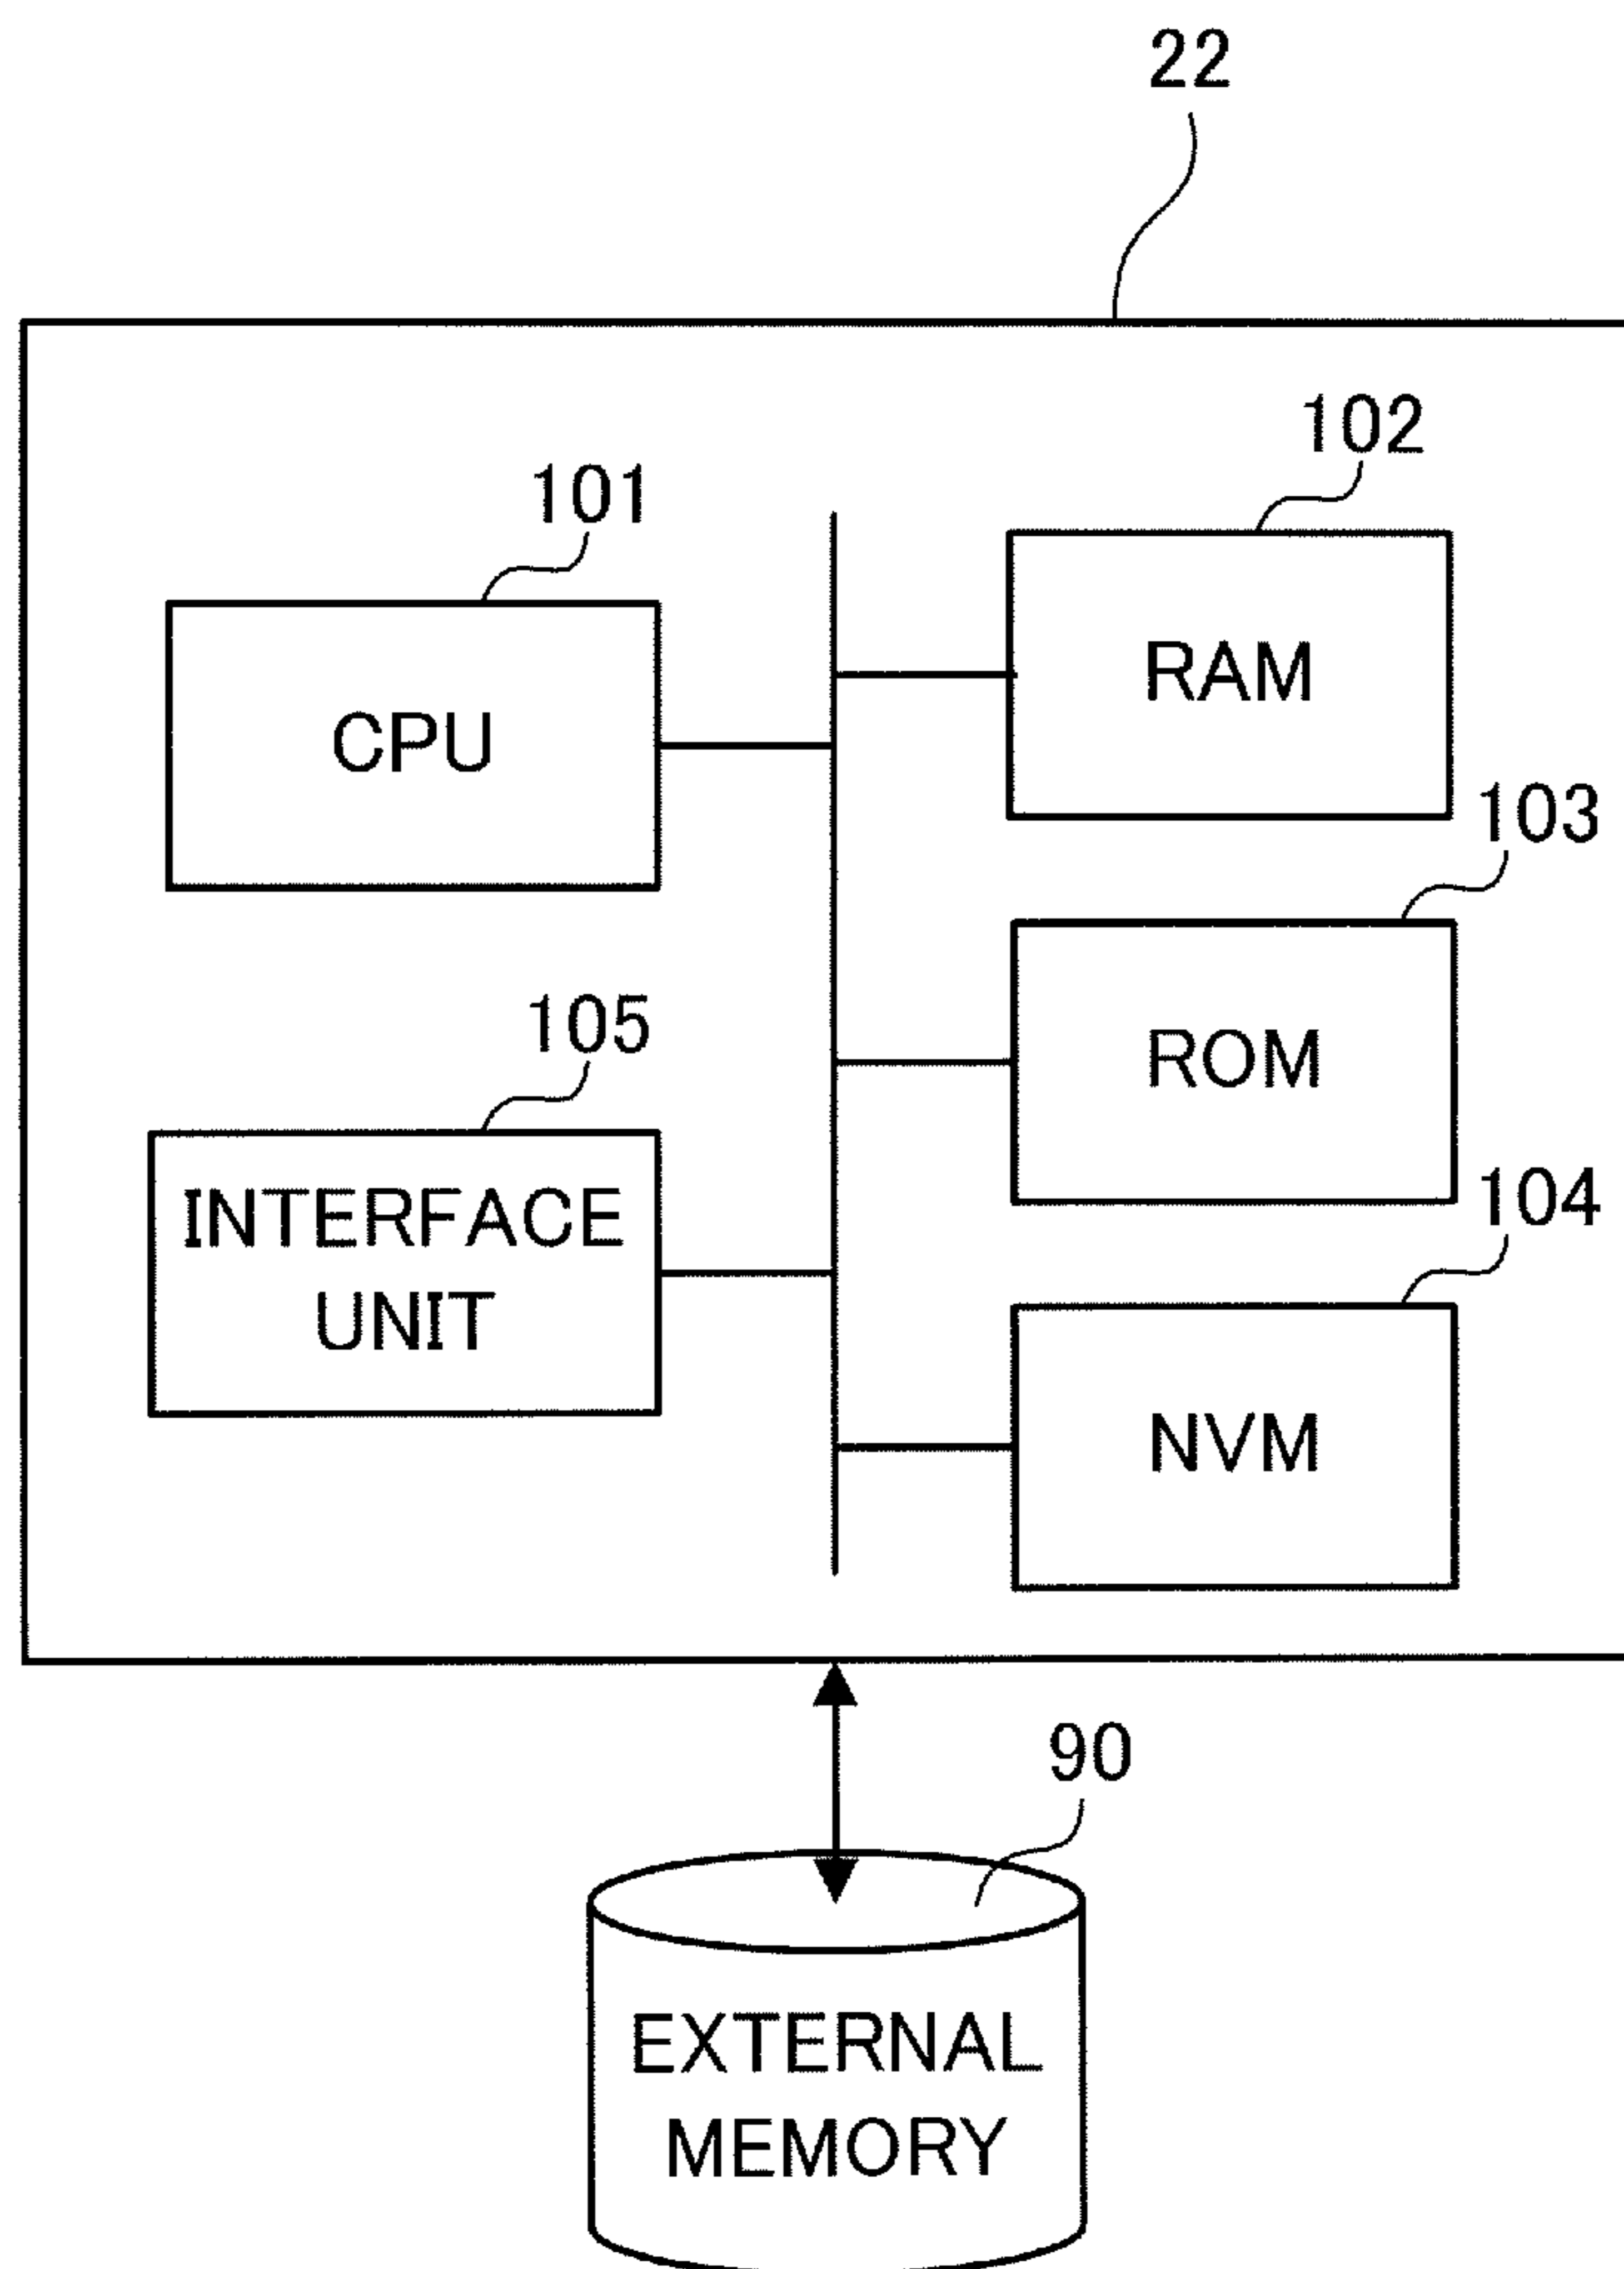 22
102
101
RAM
CPU
103
105
ROM
INTERFACE
UNIT
104
NVM
90
EXTERNAL
MEMORY